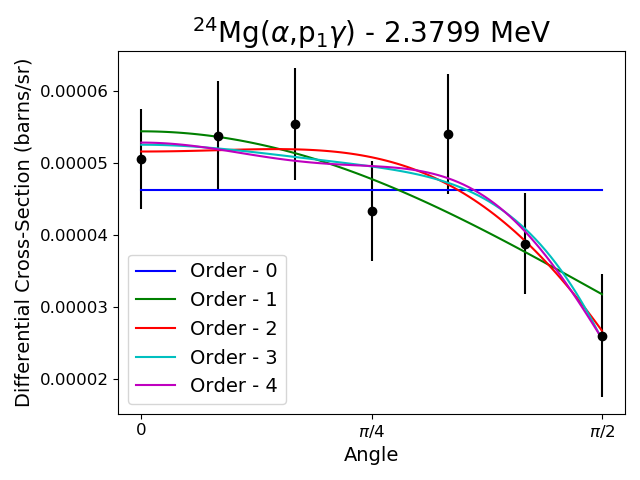 ²⁴Mg(α,p₁γ) - 2.3799 MeV
Differential Cross-Section (barns/sr)
0.00006
0.00005
0.00004
0.00003
0.00002
Order - 0
Order - 1
Order - 2
Order - 3
Order - 4
0
π/4
π/2
Angle